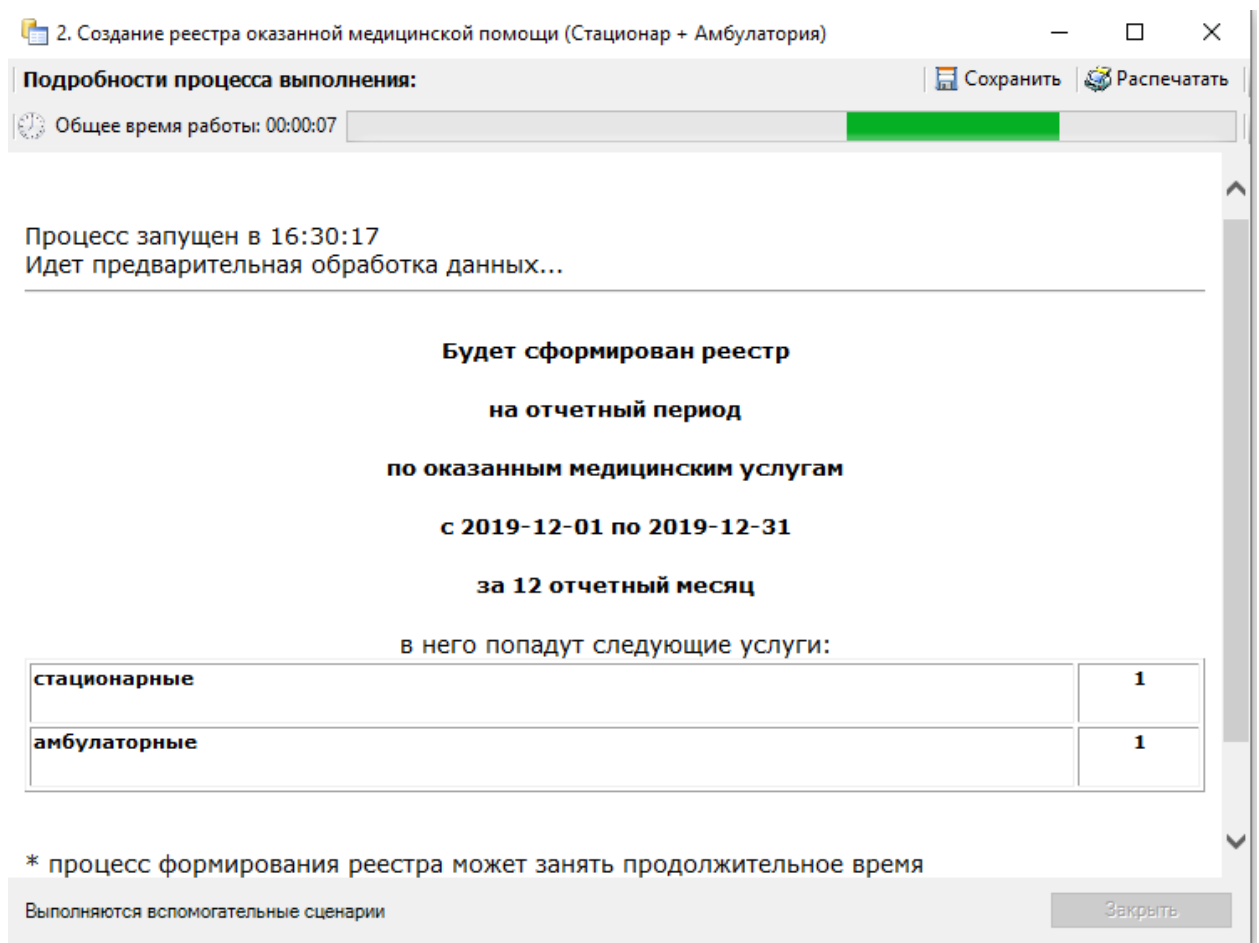 2. Создание реестра оказанной медицинской помощи (Стационар + Амбулатория)
Подробности процесса выполнения: Сохранить Распечатать
Общее время работы: 00:00:07
Процесс запущен в 16:30:17
Идет предварительная обработка данных...
Будет сформирован реестр
на отчетный период
по оказанным медицинским услугам
с 2019-12-01 по 2019-12-31
за 12 отчетный месяц
в него попадут следующие услуги:
стационарные 1
амбулаторные 1
* процесс формирования реестра может занять продолжительное время
Выполняются вспомогательные сценарии Закрыть